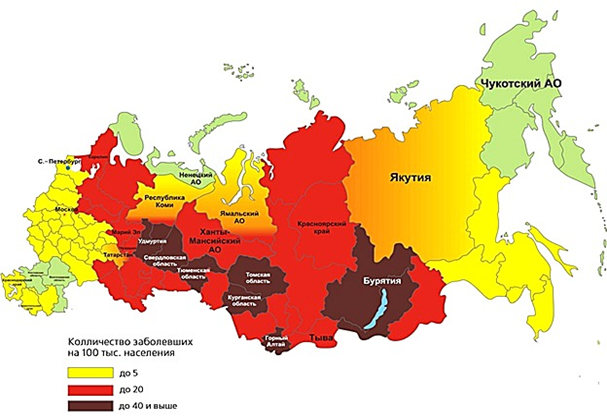 Чукотский АО
С.- Петербург
Карелия
Ненецкий
АО
Якутия
Республика
Коми
Москва
Ямальский
АО
Марий Эл
Удмуртия
Ханты-
Мансийский
АО
Красноярский
край
Татарстан
Свердловская
область
Тюменская
область
Томская
область
Бурятия
Курганская
область
Горный
Алтай
Тыва
Колличество заболевших
на 100 тыс. населения
до 5
до 20
до 40 и выше